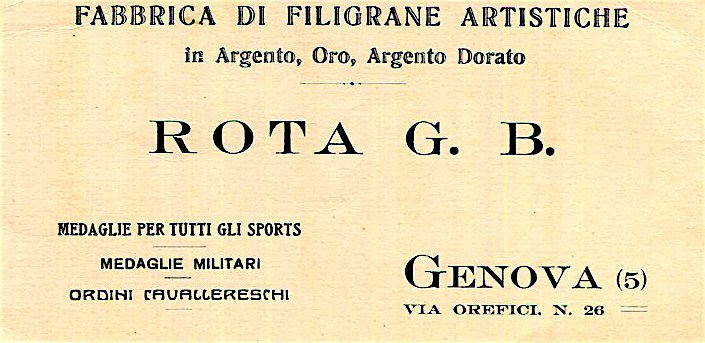 FABBRICA DI FILIGRANE ARTISTICHE
in Argento, Oro, Argento Dorato
ROTA G. B.
MEDAGLIE PER TUTTI GLI SPORTS
MEDAGLIE MILITARI
ORDINI CAVALLERESCHI
GENOVA (5)
VIA OREFICI, N. 26